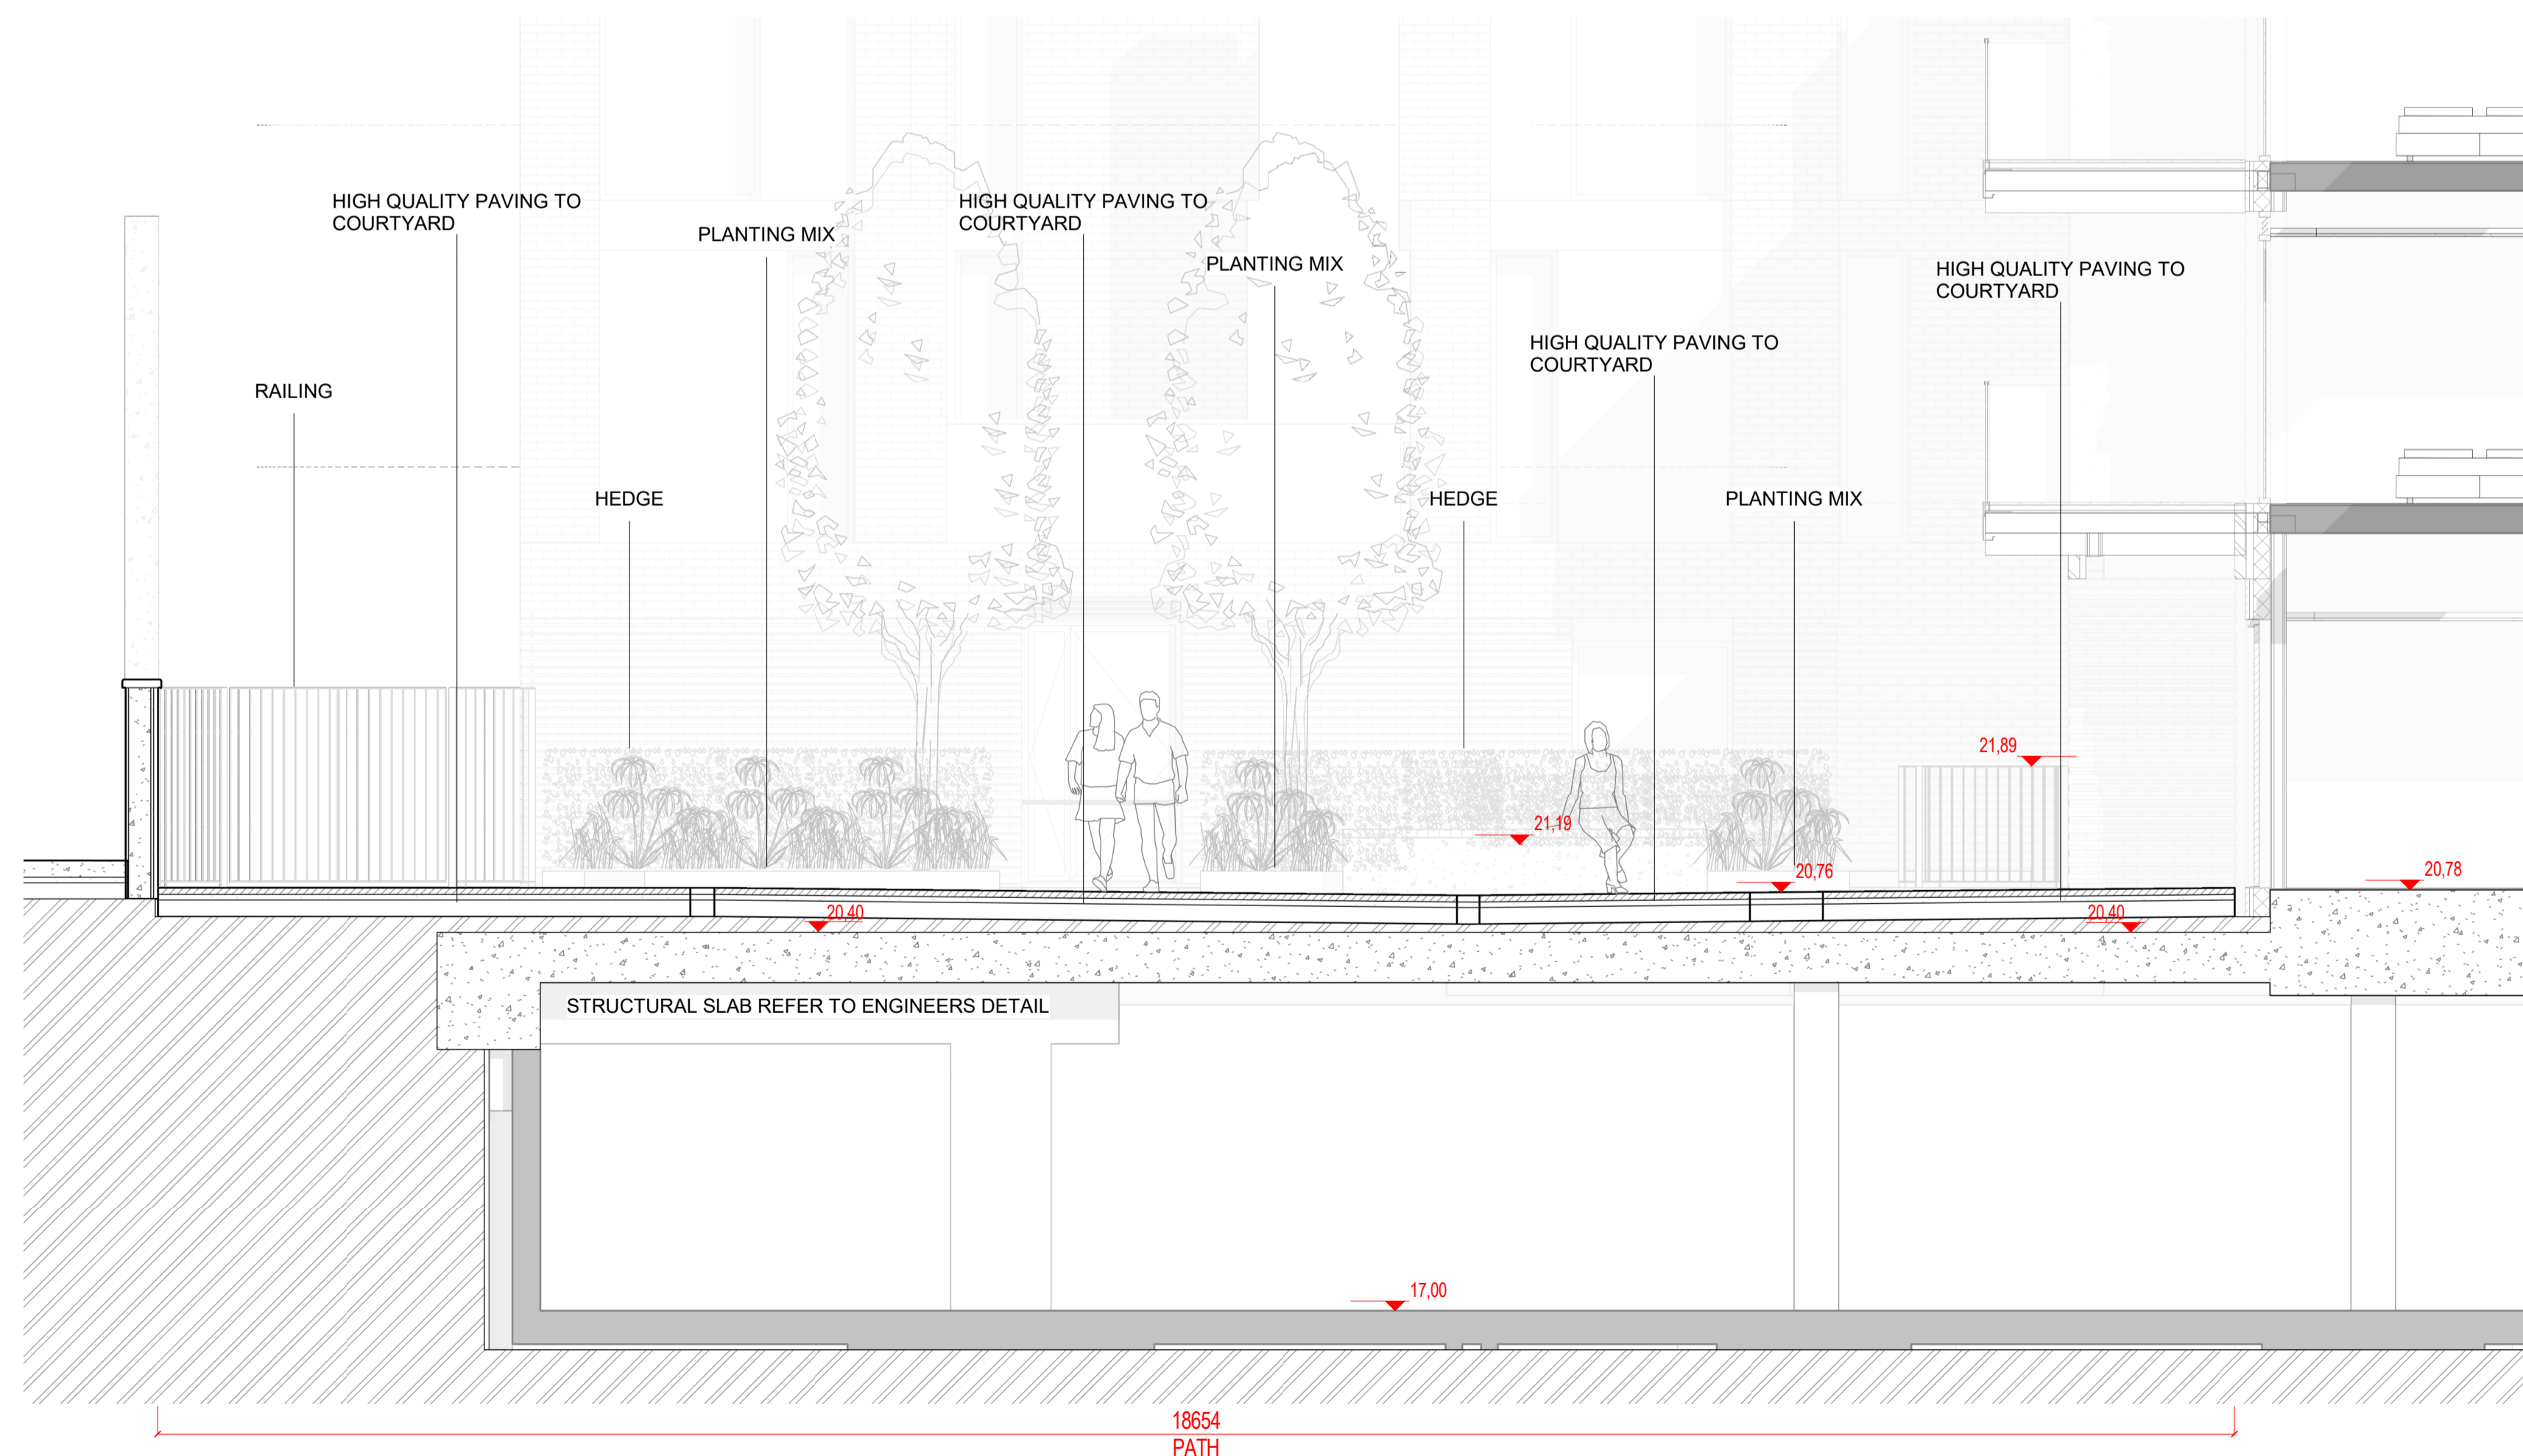 HIGH QUALITY PAVING TO
COURTYARD
PLANTING MIX
HIGH QUALITY PAVING TO
COURTYARD
PLANTING MIX
HIGH QUALITY PAVING TO
COURTYARD
HIGH QUALITY PAVING TO
COURTYARD
RAILING
HEDGE
HEDGE
PLANTING MIX
21,89
21,19
20,76
20,78
20,40
20,40
STRUCTURAL SLAB REFER TO ENGINEERS DETAIL
17,00
18654
PATH